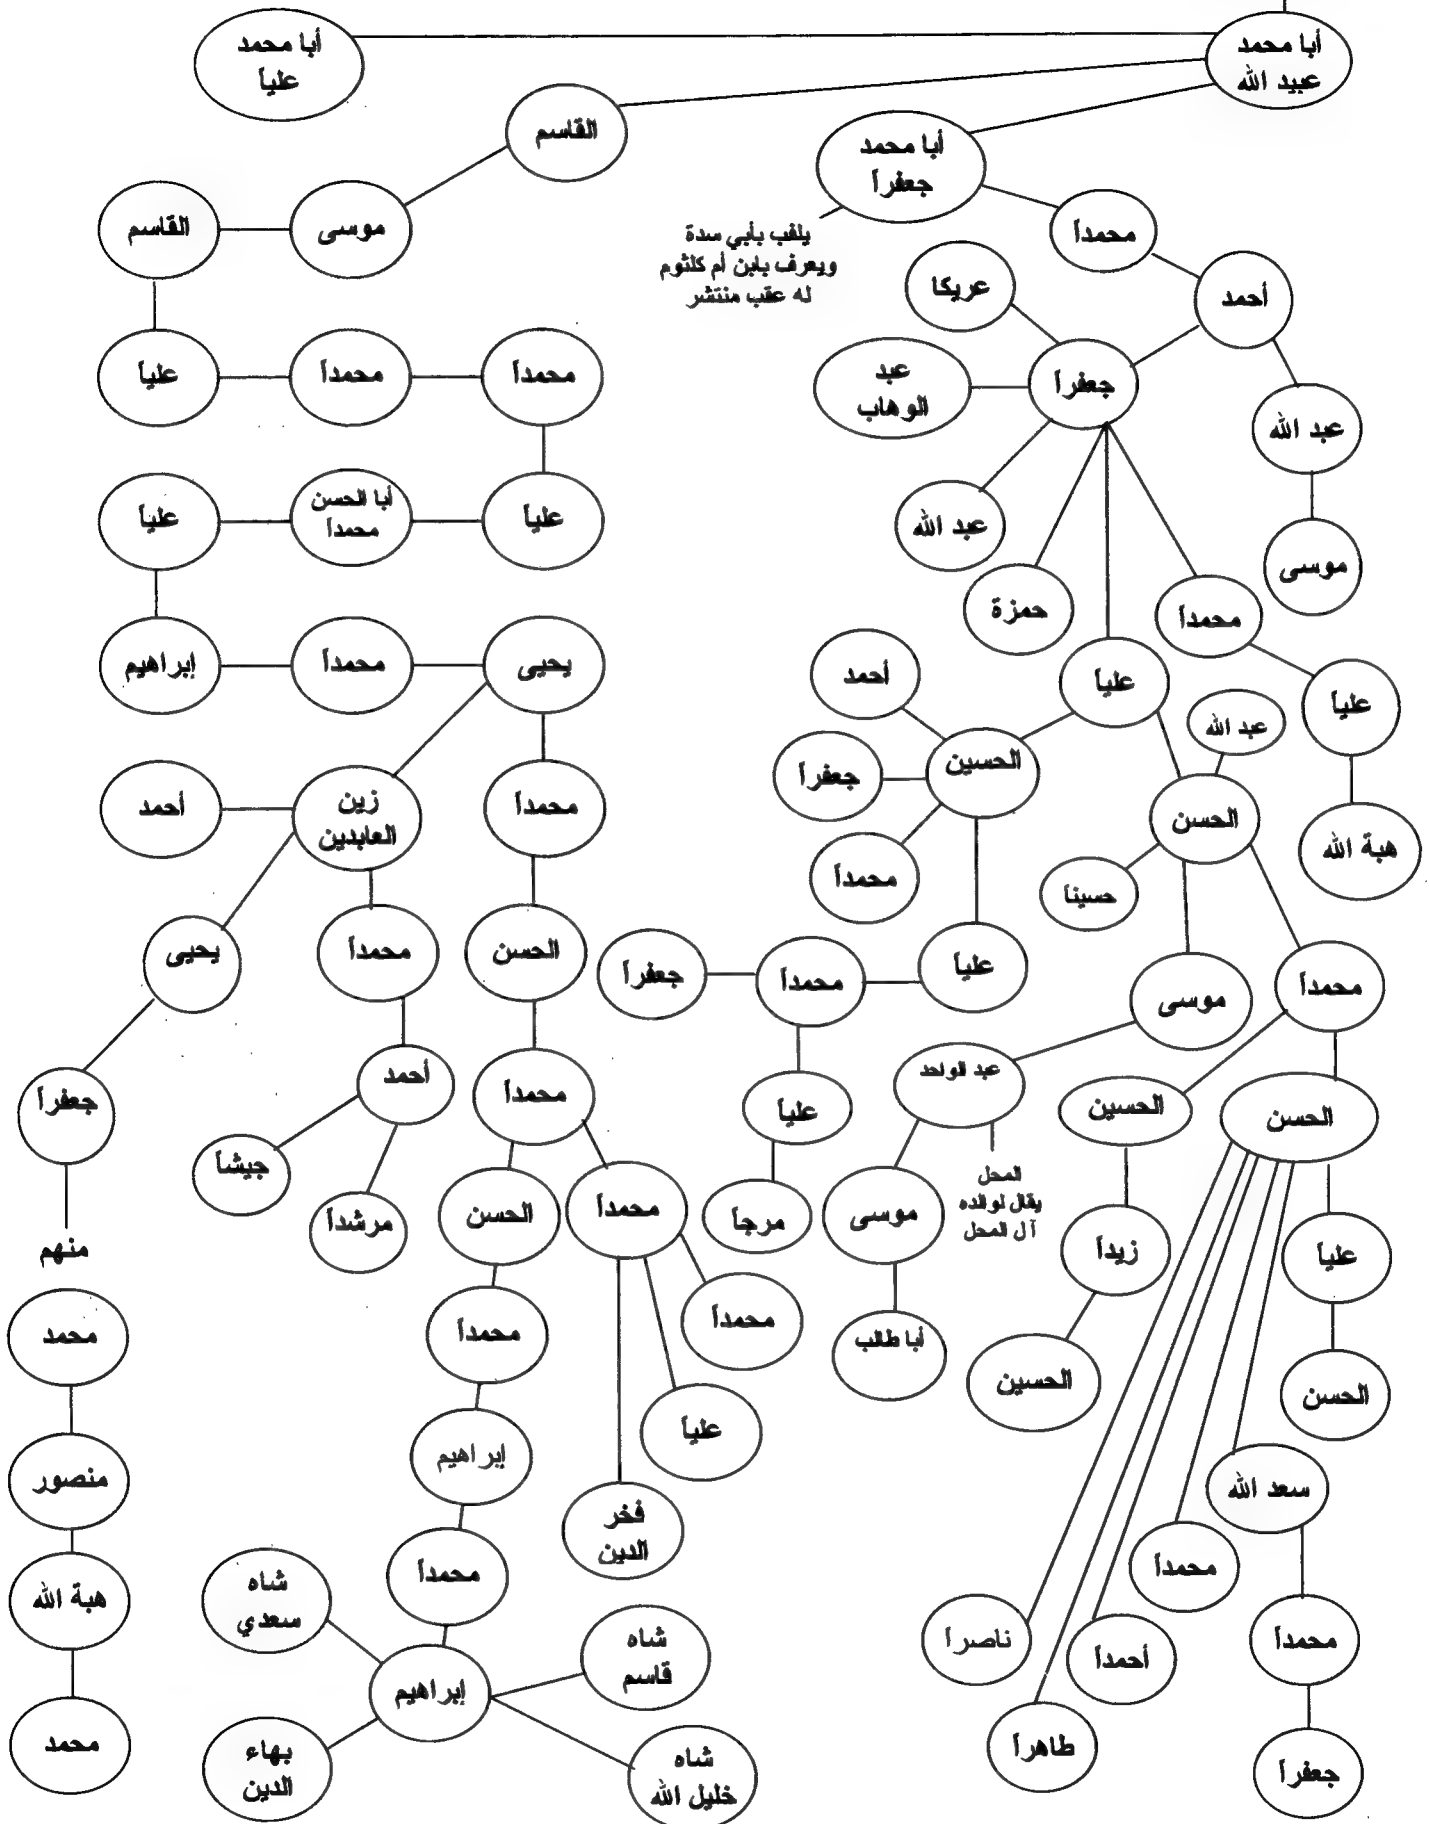 أبا محمد
عبيد الله
أبا محمد
علياً
القاسم
أبا محمد
جعفراً
موسى
القاسم
محمداً
يلقب بأبي سدة
ويعرف بابن أم كلثوم
له عقب منتشر
أحمد
عريكا
جعفراً
عبد
الوهاب
محمداً
محمداً
علياً
عبد الله
علياً
أبا الحسن
محمداً
علياً
عبد الله
موسى
حمزة
محمداً
يحيى
محمداً
إبراهيم
علياً
أحمد
علياً
عبد الله
الحسين
جعفراً
الحسن
محمداً
زين
العابدين
أحمد
هبة الله
محمداً
حسينا
الحسن
محمداً
يحيى
محمداً
موسى
علياً
محمداً
جعفراً
عبد الواحد
الحسين
الحسن
أحمد
محمداً
علياً
جعفراً
جيشاً
المحل
يقال لوالده
آل المحل
موسى
مرجاً
محمداً
الحسن
مرشداً
زيداً
علياً
منهم
محمداً
محمداً
محمد
أبا طالب
الحسين
الحسن
علياً
إبراهيم
منصور
سعد الله
فخر
الدين
محمداً
محمداً
شاه
سعدي
هبة الله
محمداً
أحمداً
ناصراً
شاه
قاسم
إبراهيم
طاهراً
جعفراً
شاه
خليل الله
بهاء
الدين
محمد